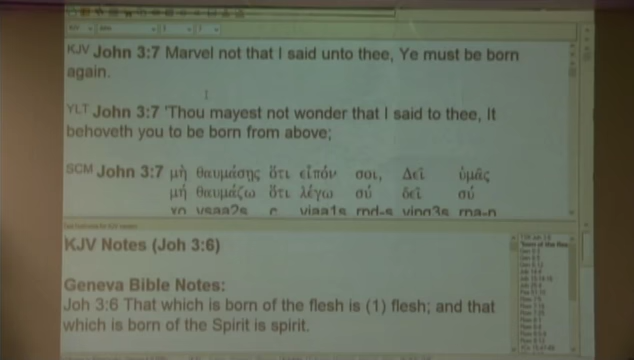 KJV John 3:7 Marvel not that I said unto thee, Ye must be born
again.
YLT John 3:7 'Thou mayest not wonder that I said to thee, It
behoveth you to be born from above;
SCM John 3:7 μὴ θαυμάσῃς ὅτι εἶπόν σοι, Δεῖ ὑμᾶς
μή θαυμάζω ὅτι λέγω σύ δεῖ σύ
KJV Notes (Joh 3:6)
Geneva Bible Notes:
Joh 3:6 That which is born of the flesh is (1) flesh; and that
which is born of the Spirit is spirit.